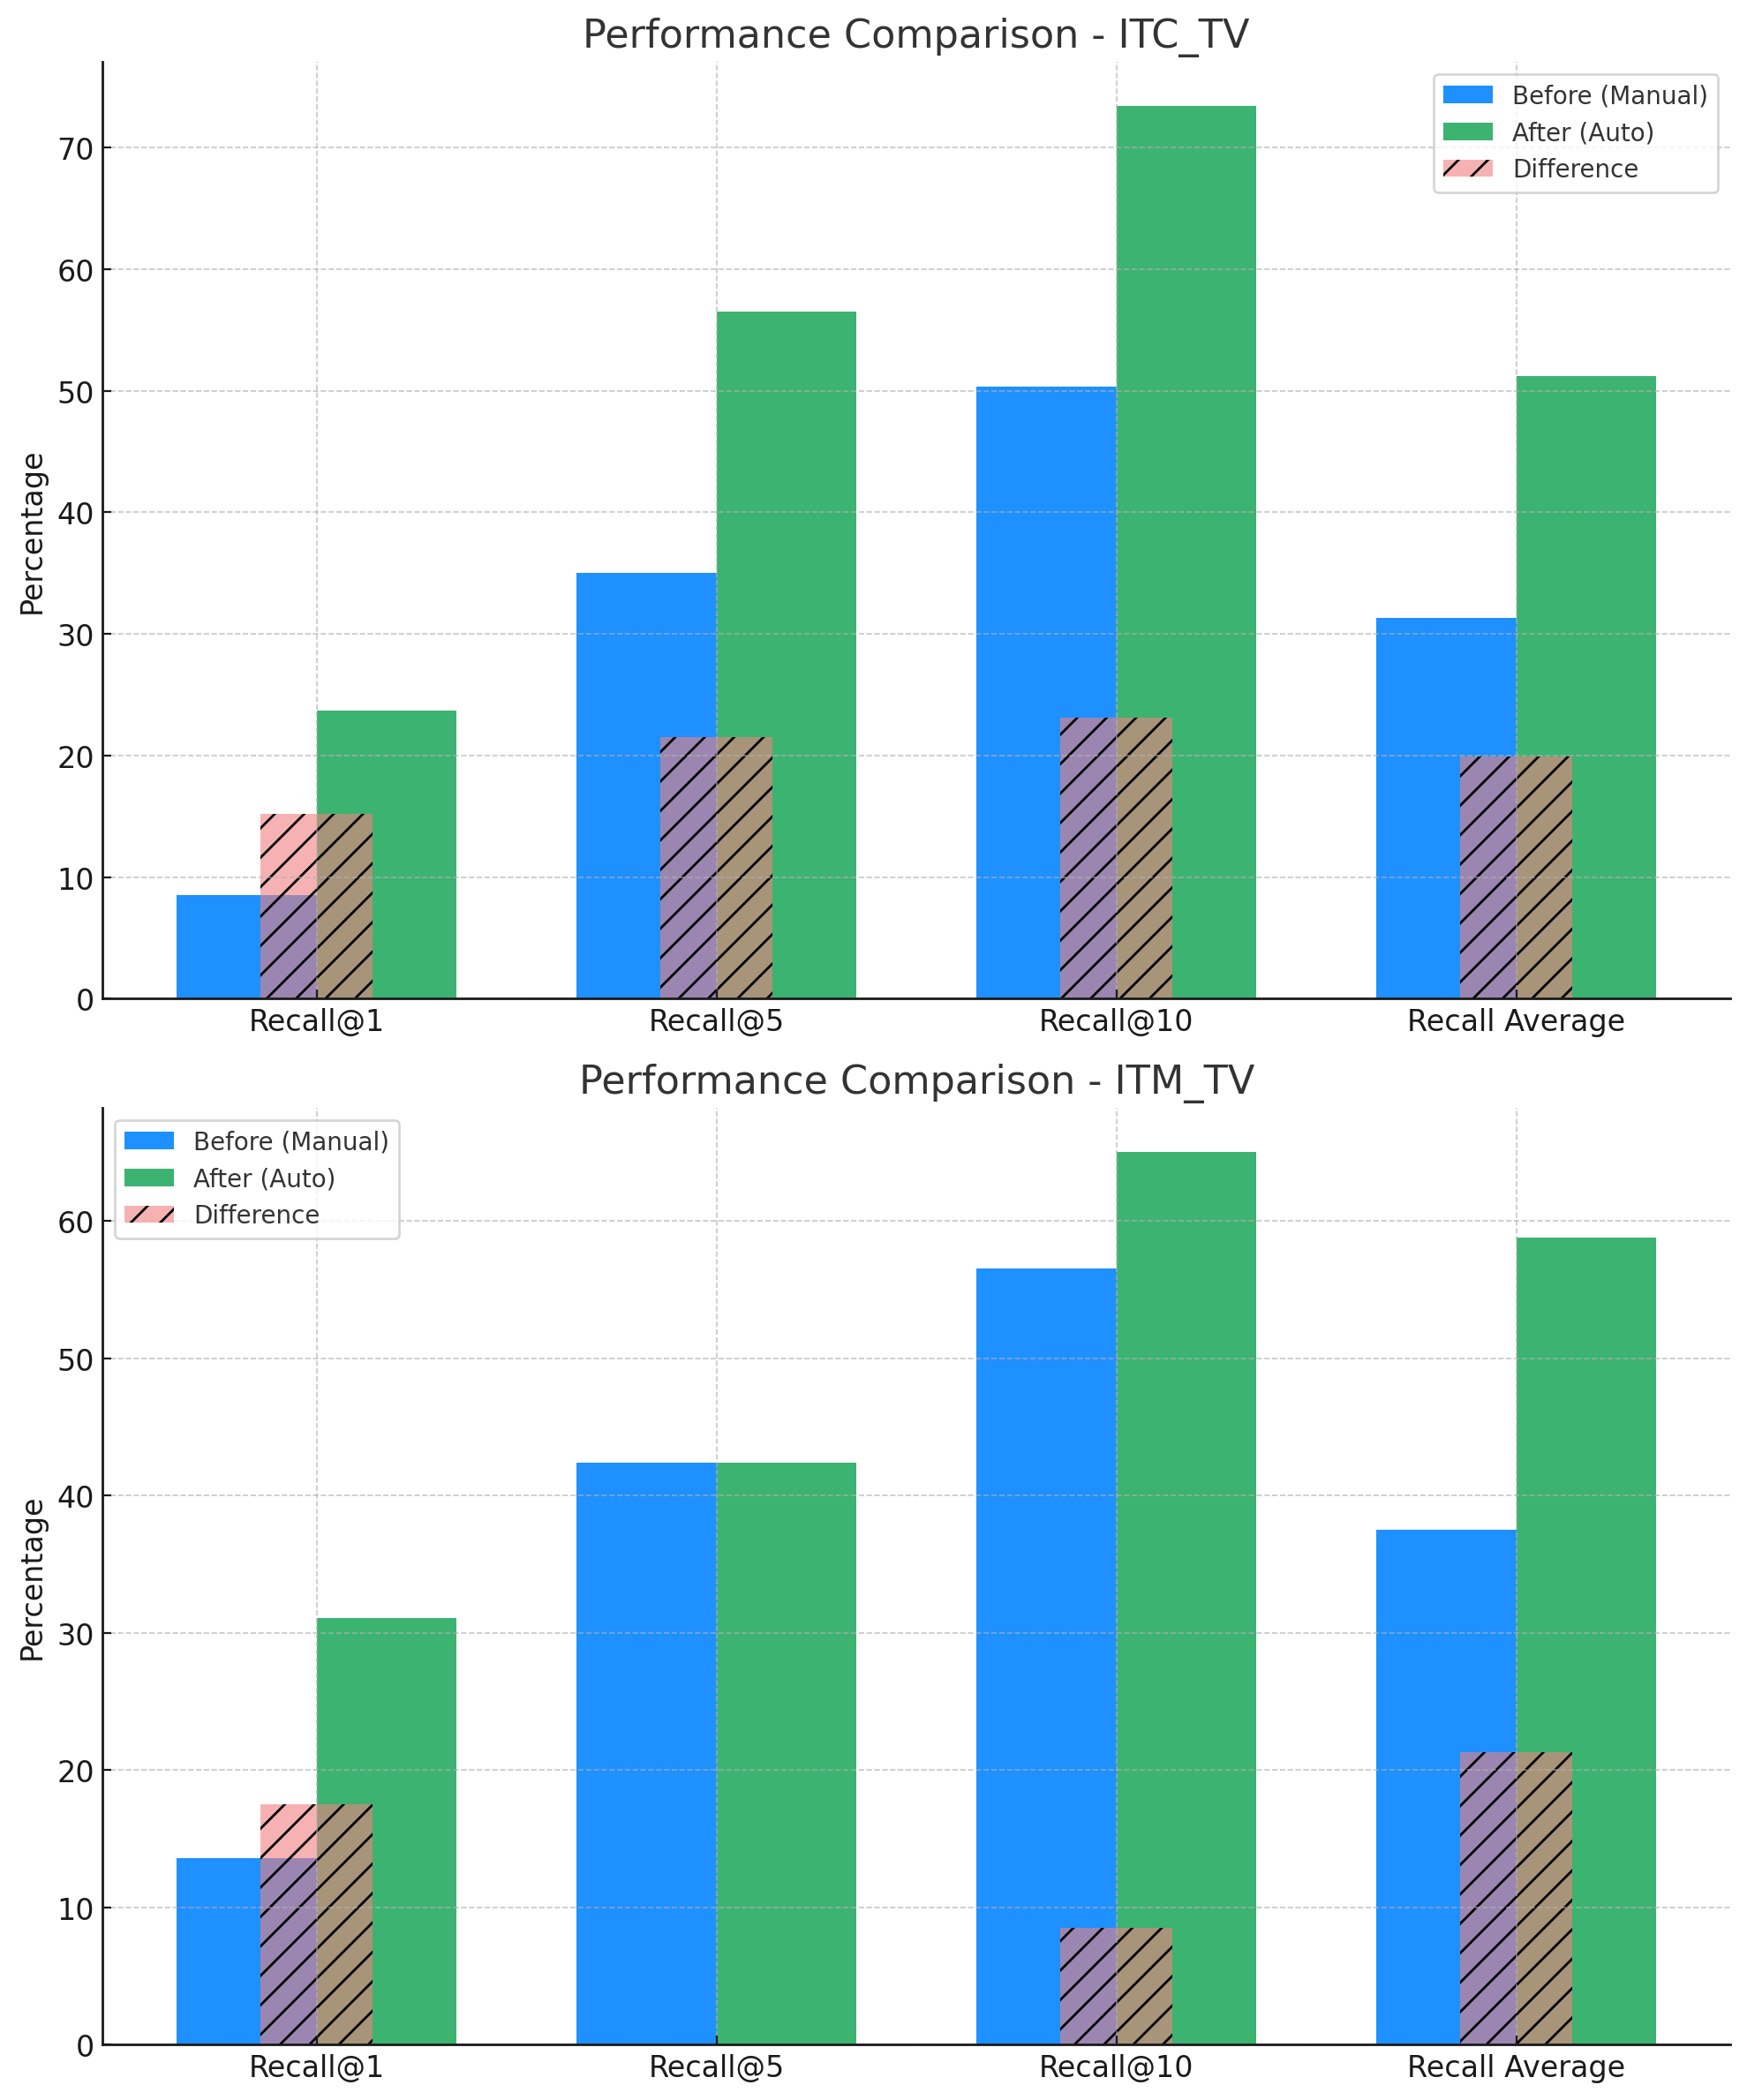 Performance Comparison - ITC_TV
Before (Manual)
After (Auto)
Difference
Percentage
70
60
50
40
30
20
10
0
Recall@1 Recall@5 Recall@10 Recall Average
Performance Comparison - ITM_TV
Before (Manual)
After (Auto)
Difference
Percentage
60
50
40
30
20
10
0
Recall@1 Recall@5 Recall@10 Recall Average